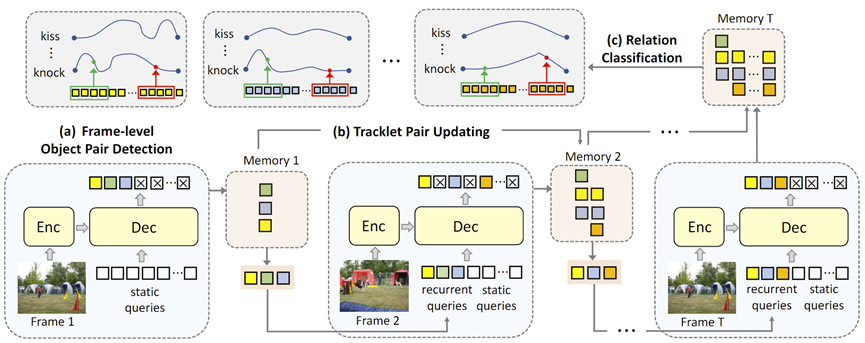 kiss
knock
kiss
knock
kiss
knock
(c) Relation
Classification
Memory T
(a) Frame-level
Object Pair Detection
(b) Tracklet Pair Updating
Memory 1
Memory 2
Enc
Dec
static
queries
Frame 1
Enc
Dec
recurrent
queries
static
queries
Frame 2
Enc
Dec
recurrent
queries
static
queries
Frame T